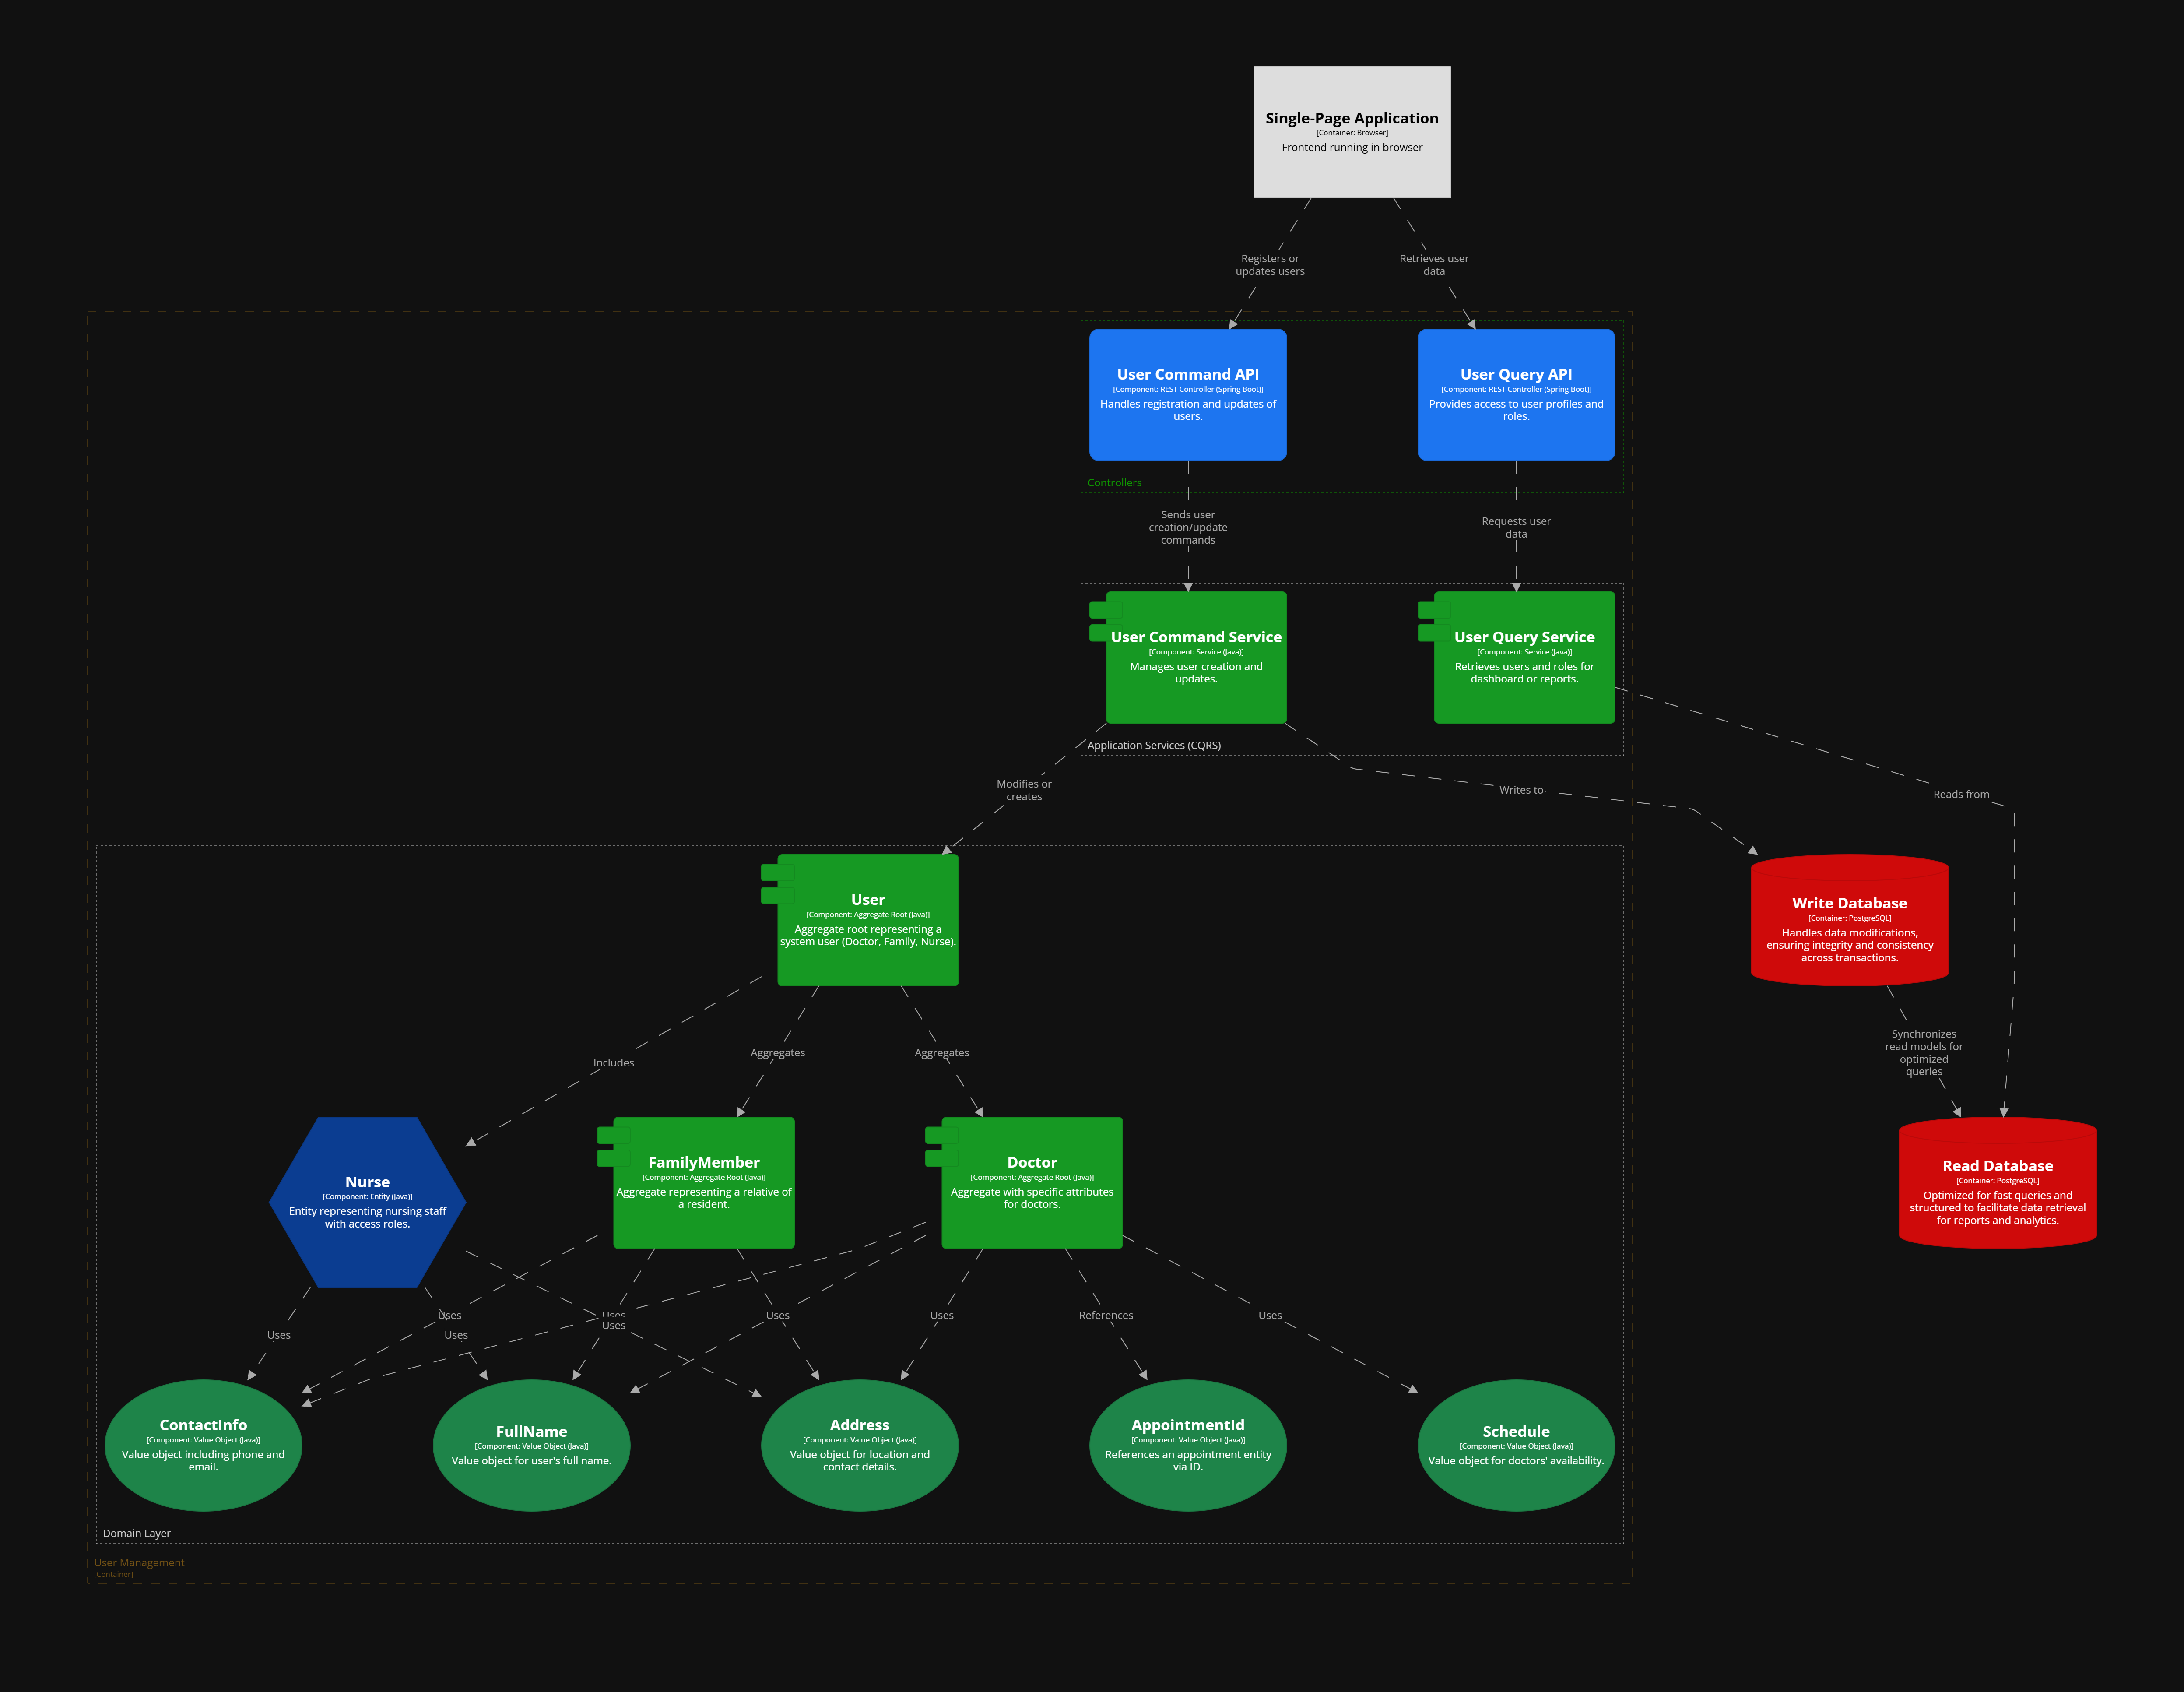 Single-Page Application
[Container: Browser]
Frontend running in browser
Registers or
updates users
Retrieves user
data
User Command API
[Component: REST Controller (Spring Boot)]
Handles registration and updates of
users.
User Query API
[Component: REST Controller (Spring Boot)]
Provides access to user profiles and
roles.
Controllers
Sends user
creation/update
commands
Requests user
data
User Command Service
[Component: Service (Java)]
Manages user creation and
updates.
User Query Service
[Component: Service (Java)]
Retrieves users and roles for
dashboard or reports.
Application Services (CQRS)
Modifies or
creates
Writes to
Reads from
User
[Component: Aggregate Root (Java)]
Aggregate root representing a
system user (Doctor, Family, Nurse).
Write Database
[Container: PostgreSQL]
Handles data modifications,
ensuring integrity and consistency
across transactions.
Includes
Aggregates
Aggregates
Synchronizes
read models for
optimized
queries
Nurse
[Component: Entity (Java)]
Entity representing nursing staff
with access roles.
FamilyMember
[Component: Aggregate Root (Java)]
Aggregate representing a relative of
a resident.
Doctor
[Component: Aggregate Root (Java)]
Aggregate with specific attributes
for doctors.
Read Database
[Container: PostgreSQL]
Optimized for fast queries and
structured to facilitate data retrieval
for reports and analytics.
Uses
Uses
Uses
Uses
Uses
Uses
Uses
References
Uses
ContactInfo
[Component: Value Object (Java)]
Value object including phone and
email.
FullName
[Component: Value Object (Java)]
Value object for user's full name.
Address
[Component: Value Object (Java)]
Value object for location and
contact details.
AppointmentId
[Component: Value Object (Java)]
References an appointment entity
via ID.
Schedule
[Component: Value Object (Java)]
Value object for doctors' availability.
Domain Layer
User Management
[Container]